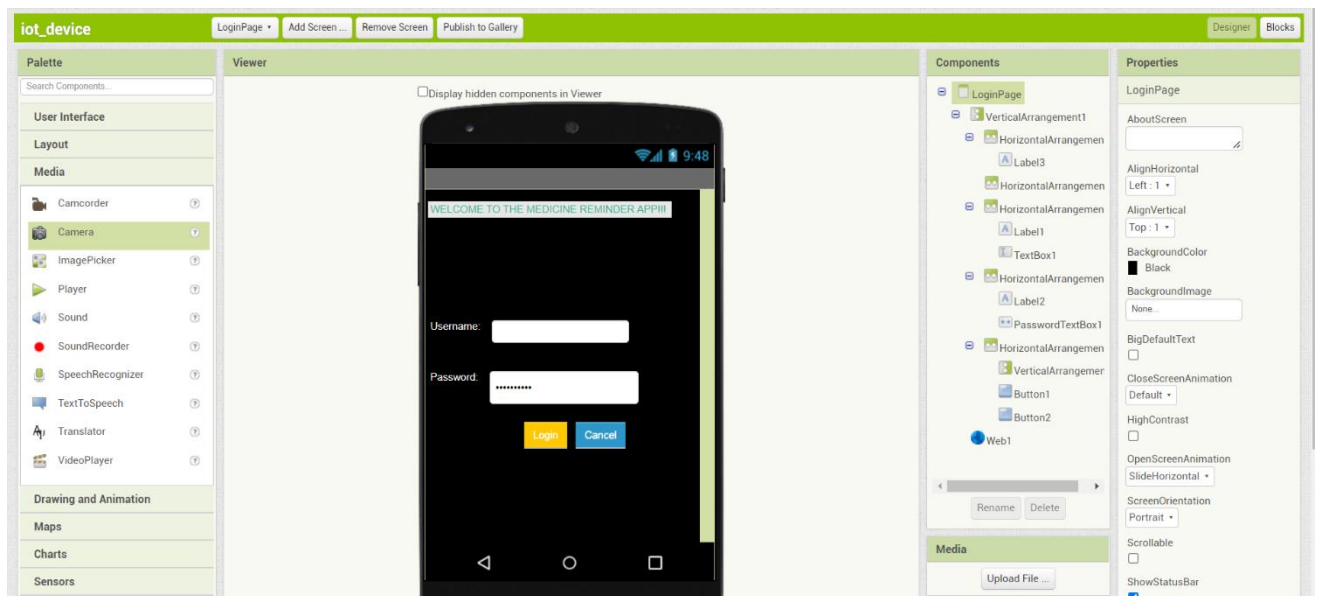 iot_device
LoginPage
Add Screen ...
Remove Screen
Publish to Gallery
Designer
Blocks
Palette
Search Components...
User Interface
Layout
Media
Camcorder
Camera
ImagePicker
Player
Sound
SoundRecorder
SpeechRecognizer
TextToSpeech
Translator
VideoPlayer
Drawing and Animation
Maps
Charts
Sensors
Viewer
Display hidden components in Viewer
9:48
WELCOME TO THE MEDICINE REMINDER APP!!!
Username:
Password:
Login
Cancel
Components
LoginPage
VerticalArrangement1
HorizontalArrangemen
Label3
HorizontalArrangemen
HorizontalArrangemen
Label1
TextBox1
HorizontalArrangemen
Label2
PasswordTextBox1
HorizontalArrangemen
VerticalArrangemer
Button1
Button2
Web1
Rename
Delete
Media
Upload File ...
Properties
LoginPage
AboutScreen
AlignHorizontal
Left : 1
AlignVertical
Top : 1
BackgroundColor
Black
BackgroundImage
None...
BigDefaultText
CloseScreenAnimation
Default
HighContrast
OpenScreenAnimation
SlideHorizontal
ScreenOrientation
Portrait
Scrollable
ShowStatusBar